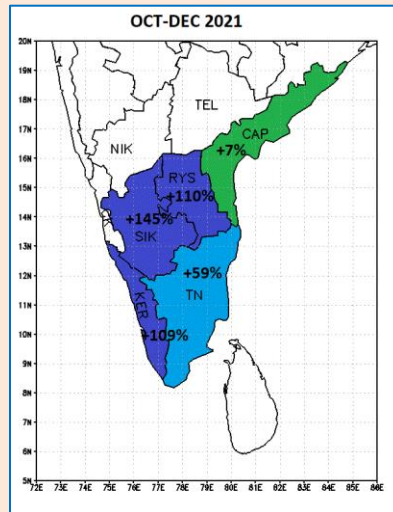 OCT-DEC 2021
20N
19N
18N
TEL
17N
CAP
NIK
+7%
16N
RYS
15N
+110%
14N
+145%
SIK
13N
12N
+59%
TN
11N
KER
10N
+109%
9N
8N
7N
6N
5N
72E 73E 74E 75E 76E 77E 78E 79E 80E 81E 82E 83E 84E 85E 86E